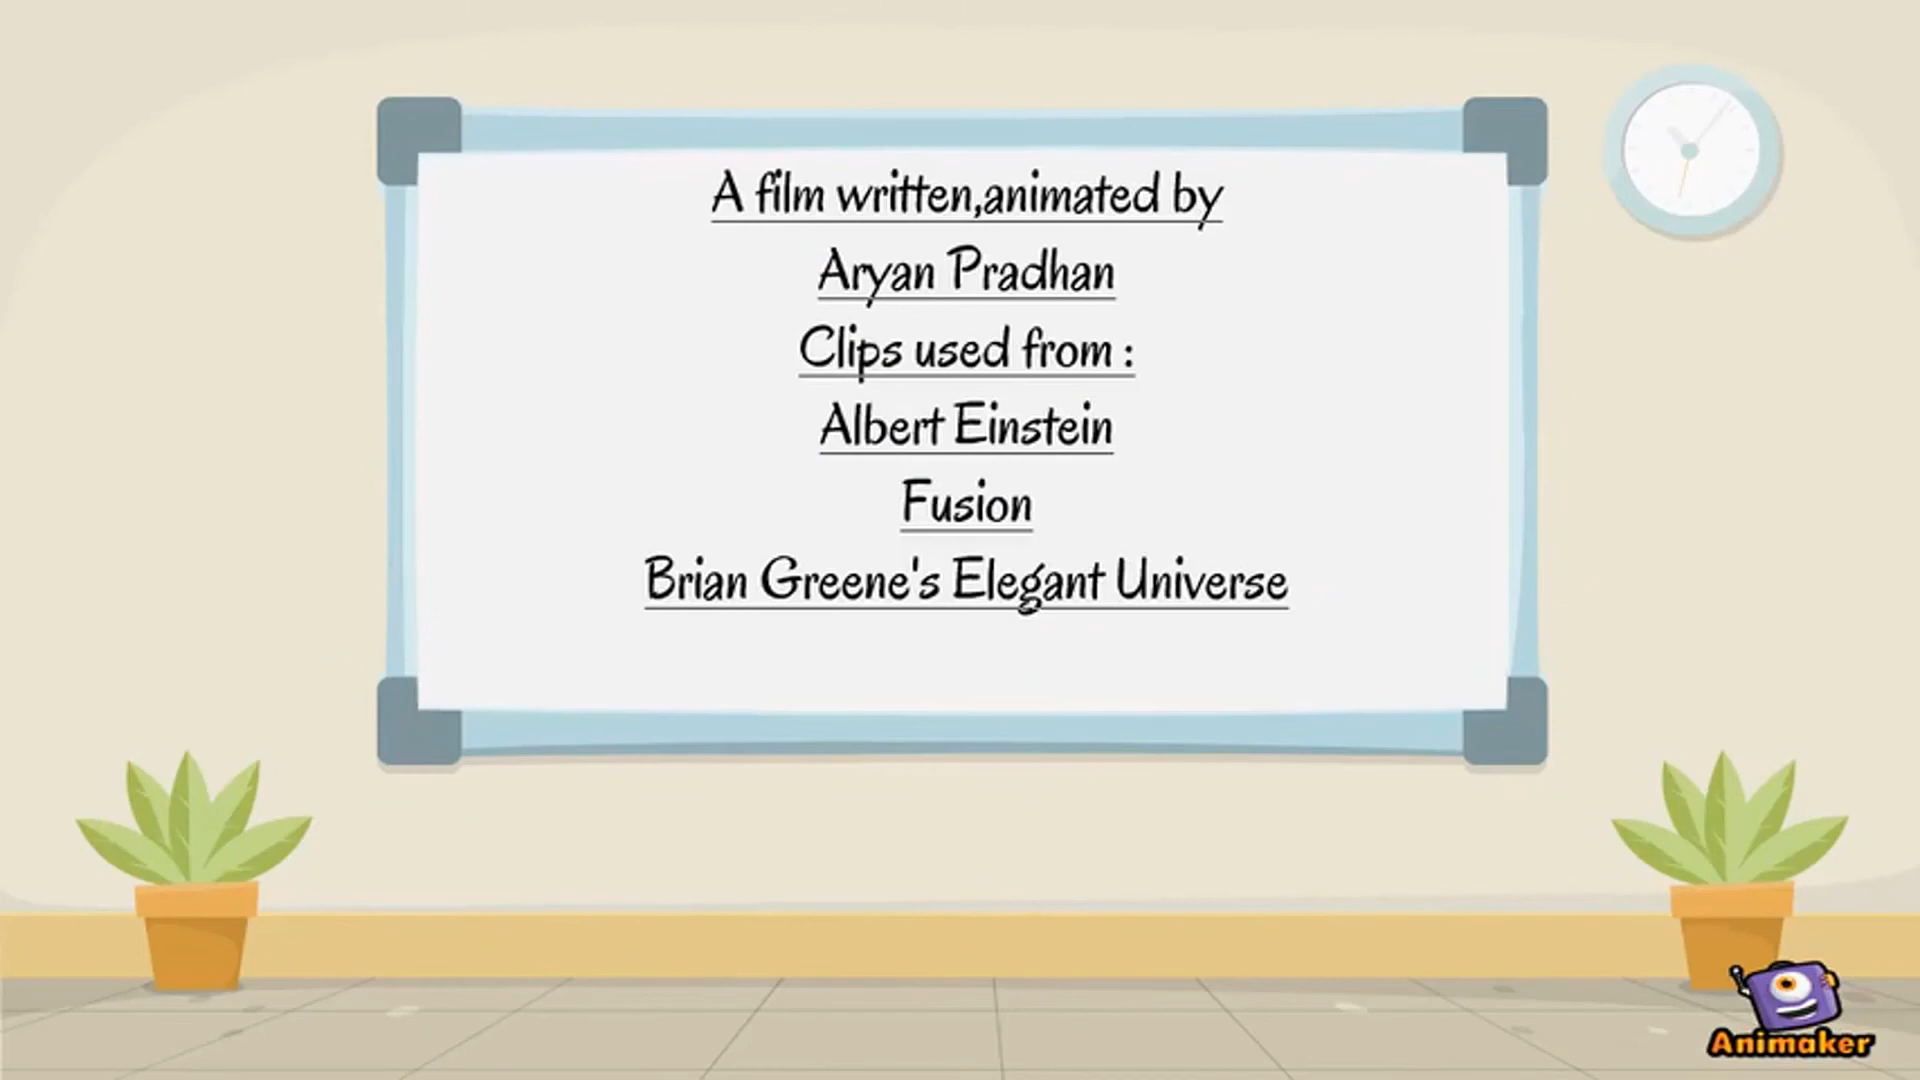 A film written,animated by
Aryan Pradhan
Clips used from :
Albert Einstein
Fusion
Brian Greene's Elegant Universe
Animaker